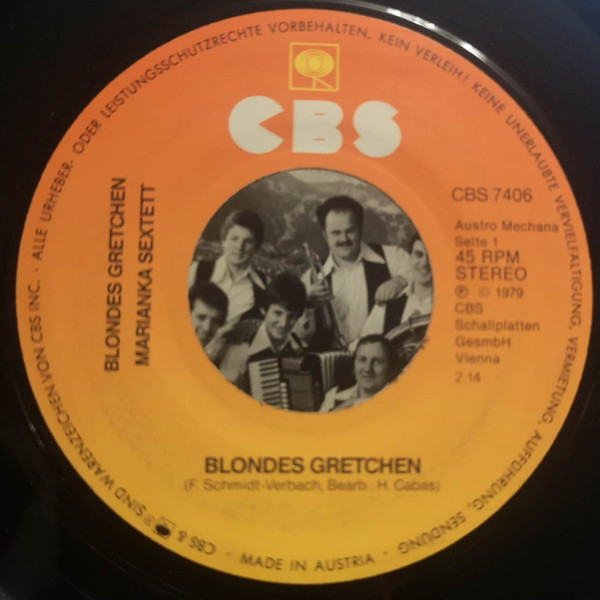 ALLE URHEBER- ODER LEISTUNGSSCHUTZRECHTE VORBEHALTEN. KEIN VERLEIH! KEINE UNERLAUBTE VERVIELFÄLTIGUNG, VERMIETUNG, AUFFÜHRUNG, SENDUNG
CBS
BLONDES GRETCHEN
MARIANKA SEXTETT
CBS 7406
Austro Mechana
Seite 1
45 RPM
STEREO
℗ © 1979
CBS
Schallplatten
GesmbH
Vienna
2:14
BLONDES GRETCHEN
(F. Schmidt-Verbach, Bearb.: H. Cabas)
· MADE IN AUSTRIA ·
CBS & ® SIND WARENZEICHEN VON CBS INC. ·